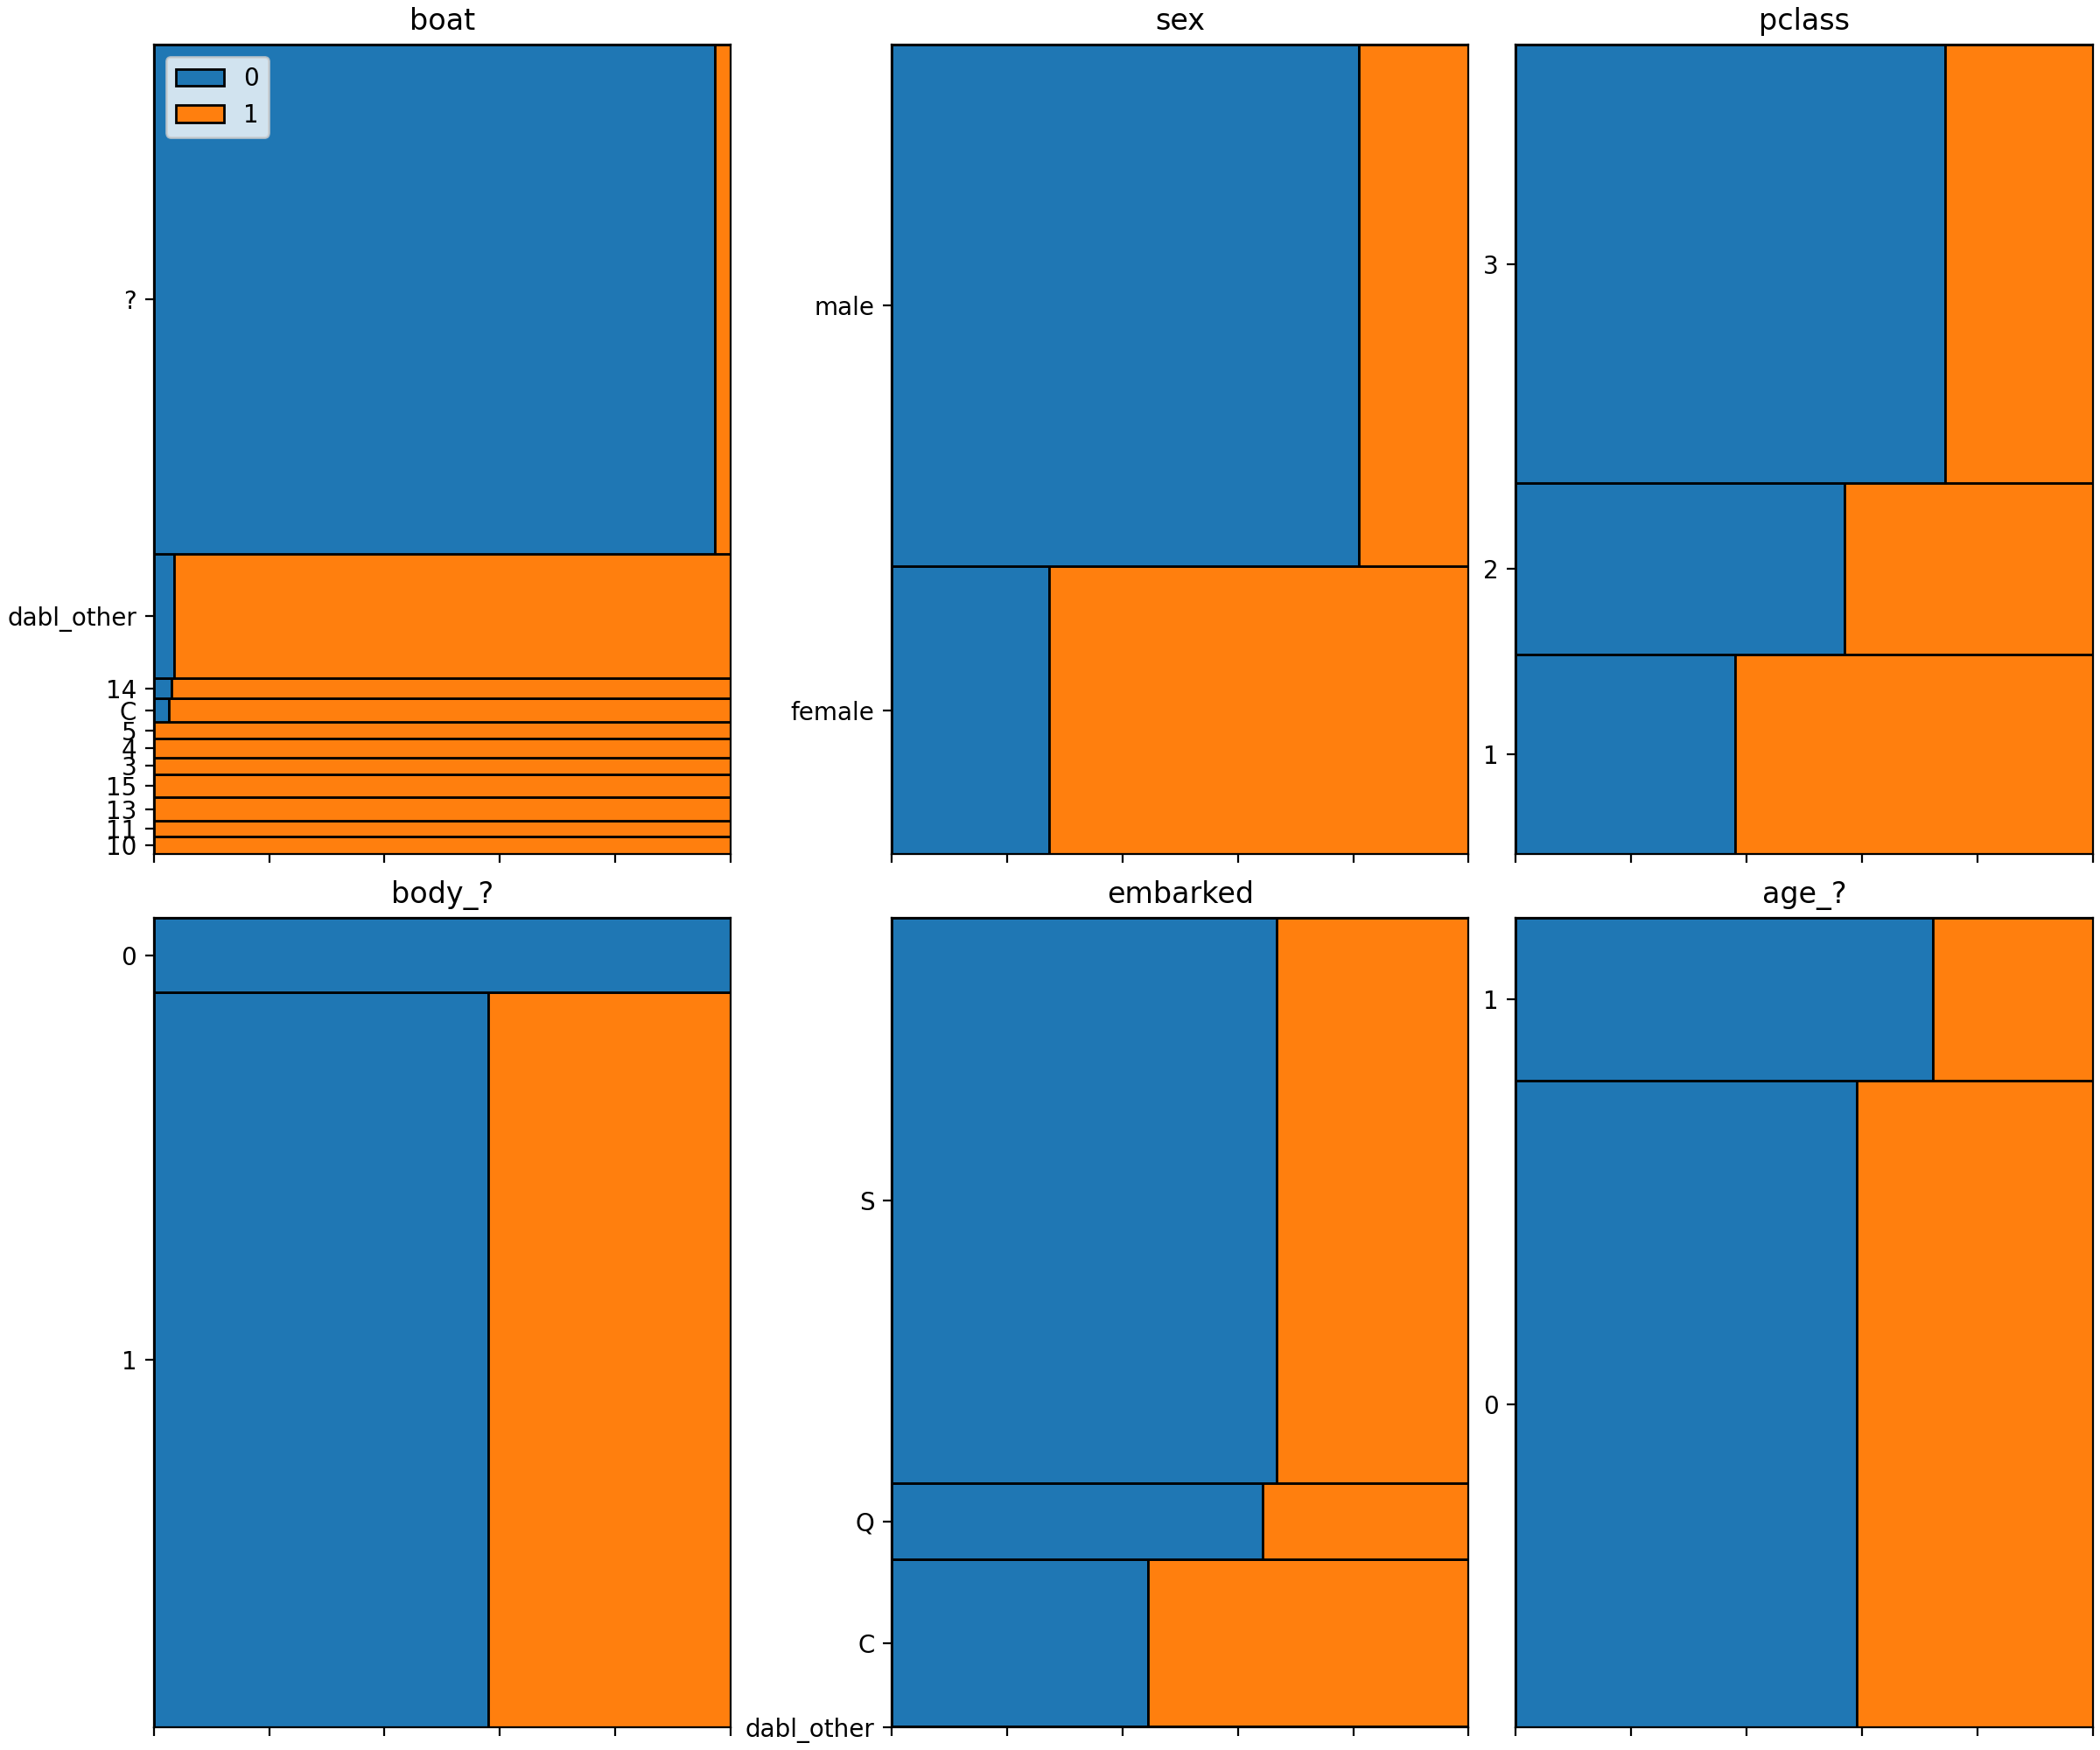 boat
0
1
?
dabl_other
14
C
5
4
3
15
13
11
10
sex
male
female
pclass
3
2
1
body_?
0
1
embarked
S
Q
C
dabl_other
age_?
1
0